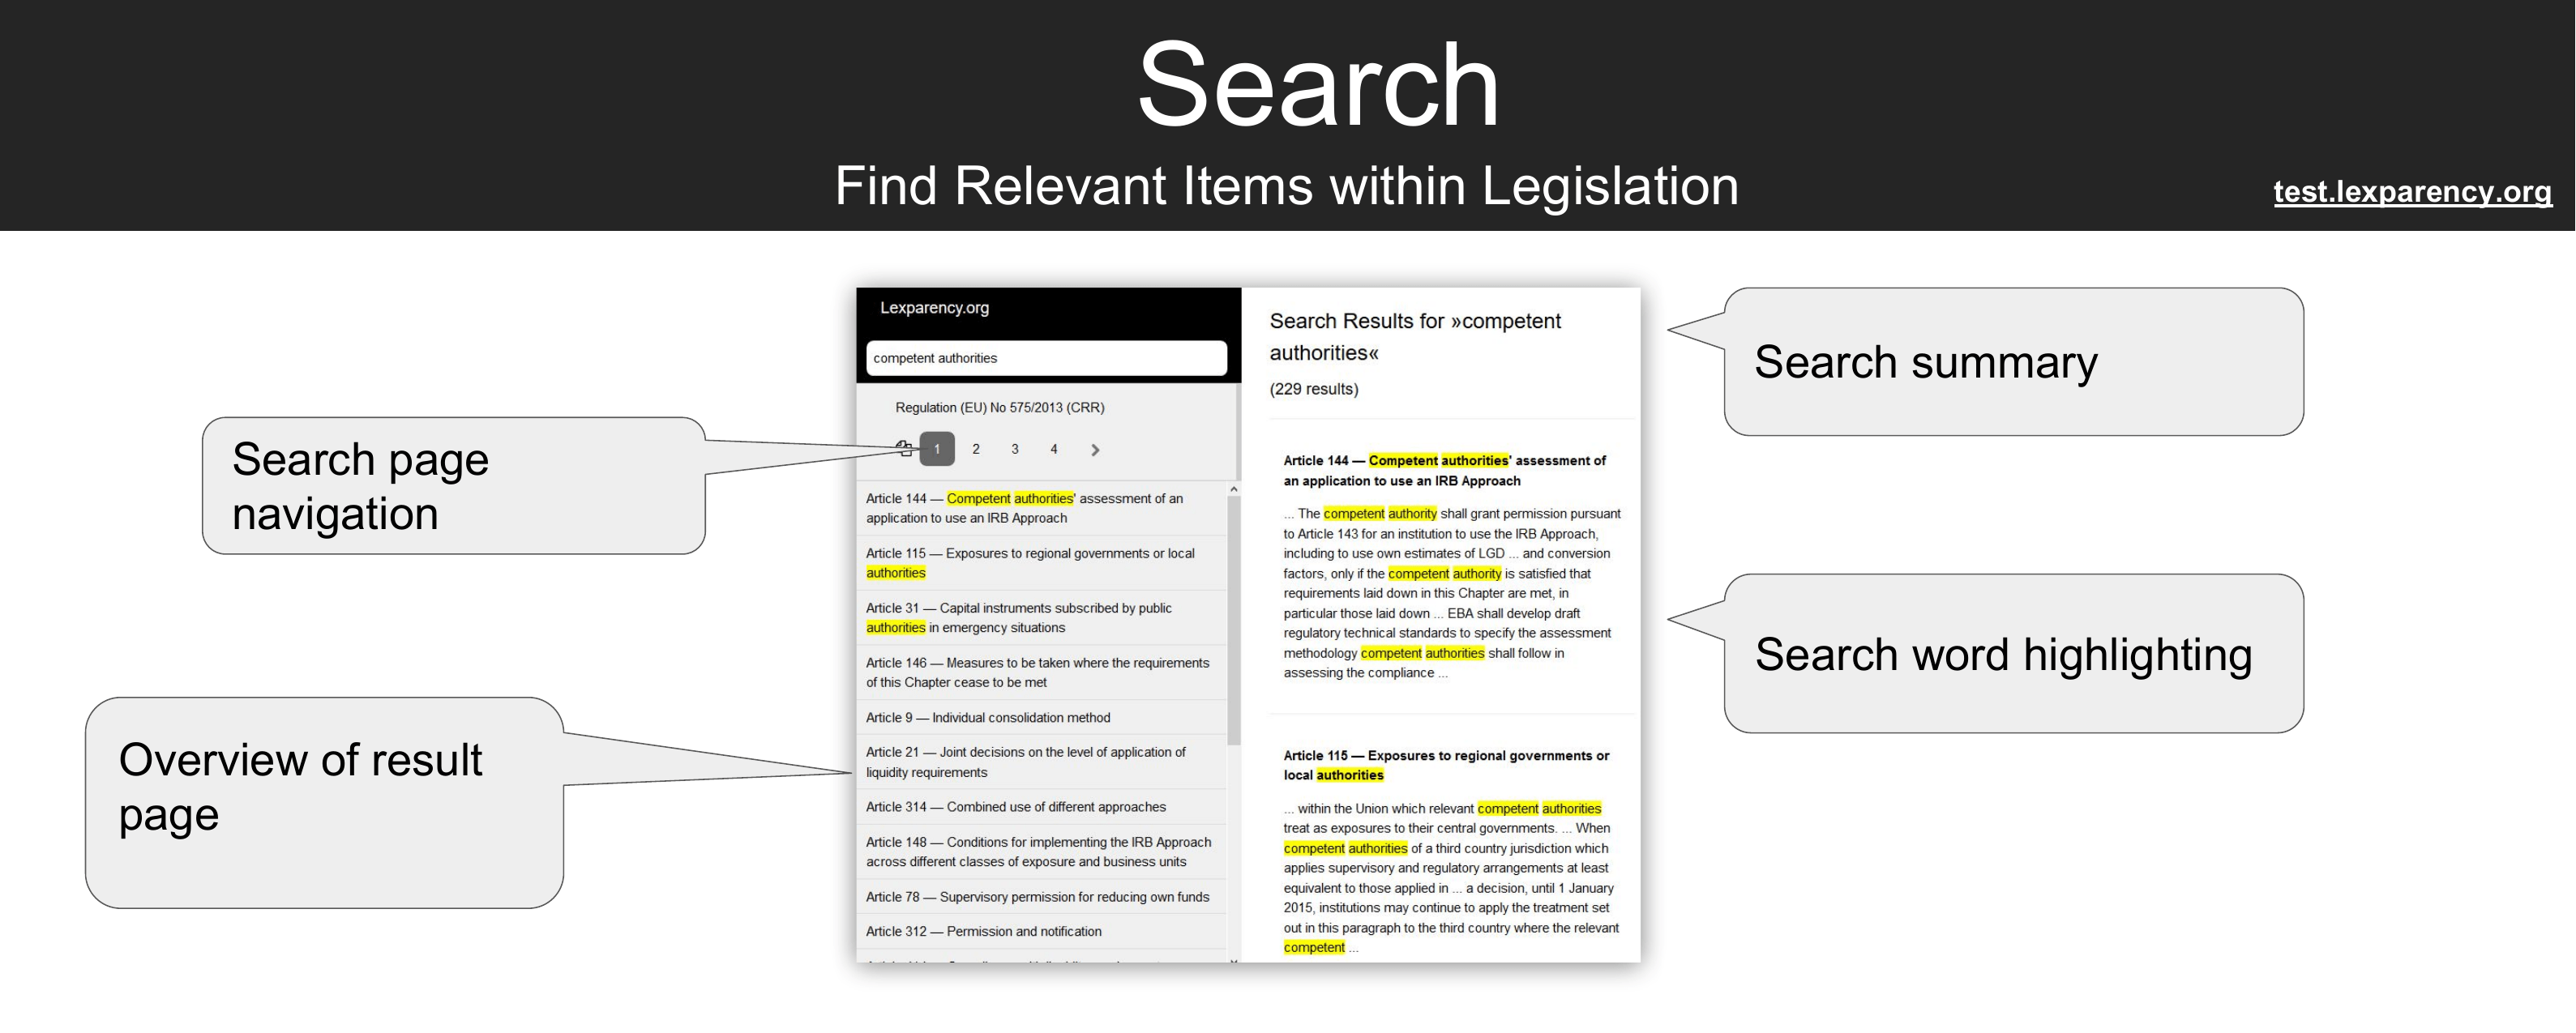 Search
Find Relevant Items within Legislation
test.lexparency.org
Search page
navigation
Overview of result
page
Lexparency.org
competent authorities
Regulation (EU) No 575/2013 (CRR)
1 2 3 4
Article 144 — Competent authorities' assessment of an
application to use an IRB Approach
Article 115 — Exposures to regional governments or local
authorities
Article 31 — Capital instruments subscribed by public
authorities in emergency situations
Article 146 — Measures to be taken where the requirements
of this Chapter cease to be met
Article 9 — Individual consolidation method
Article 21 — Joint decisions on the level of application of
liquidity requirements
Article 314 — Combined use of different approaches
Article 148 — Conditions for implementing the IRB Approach
across different classes of exposure and business units
Article 78 — Supervisory permission for reducing own funds
Article 312 — Permission and notification
Search Results for »competent
authorities«
(229 results)
Article 144 — Competent authorities' assessment of
an application to use an IRB Approach
... The competent authority shall grant permission pursuant
to Article 143 for an institution to use the IRB Approach,
including to use own estimates of LGD ... and conversion
factors, only if the competent authority is satisfied that
requirements laid down in this Chapter are met, in
particular those laid down ... EBA shall develop draft
regulatory technical standards to specify the assessment
methodology competent authorities shall follow in
assessing the compliance ...
Article 115 — Exposures to regional governments or
local authorities
... within the Union which relevant competent authorities
treat as exposures to their central governments. ... When
competent authorities of a third country jurisdiction which
applies supervisory and regulatory arrangements at least
equivalent to those applied in ... a decision, until 1 January
2015, institutions may continue to apply the treatment set
out in this paragraph to the third country where the relevant
competent ...
Search summary
Search word highlighting